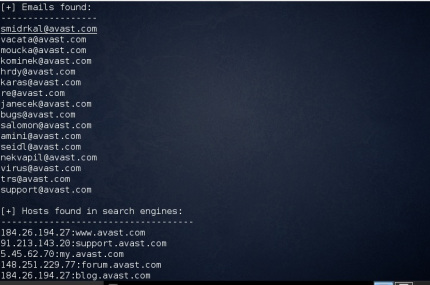 [+] Emails found:
------------------
smidrkal@avast.com
vacata@avast.com
moucka@avast.com
kominek@avast.com
hrdy@avast.com
karas@avast.com
re@avast.com
janecek@avast.com
bugs@avast.com
salomon@avast.com
amini@avast.com
seidl@avast.com
nekvapil@avast.com
virus@avast.com
trs@avast.com
support@avast.com
[+] Hosts found in search engines:
------------------------------------
184.26.194.27:www.avast.com
91.213.143.20:support.avast.com
5.45.62.70:my.avast.com
148.251.229.77:forum.avast.com
184.26.194.27:blog.avast.com